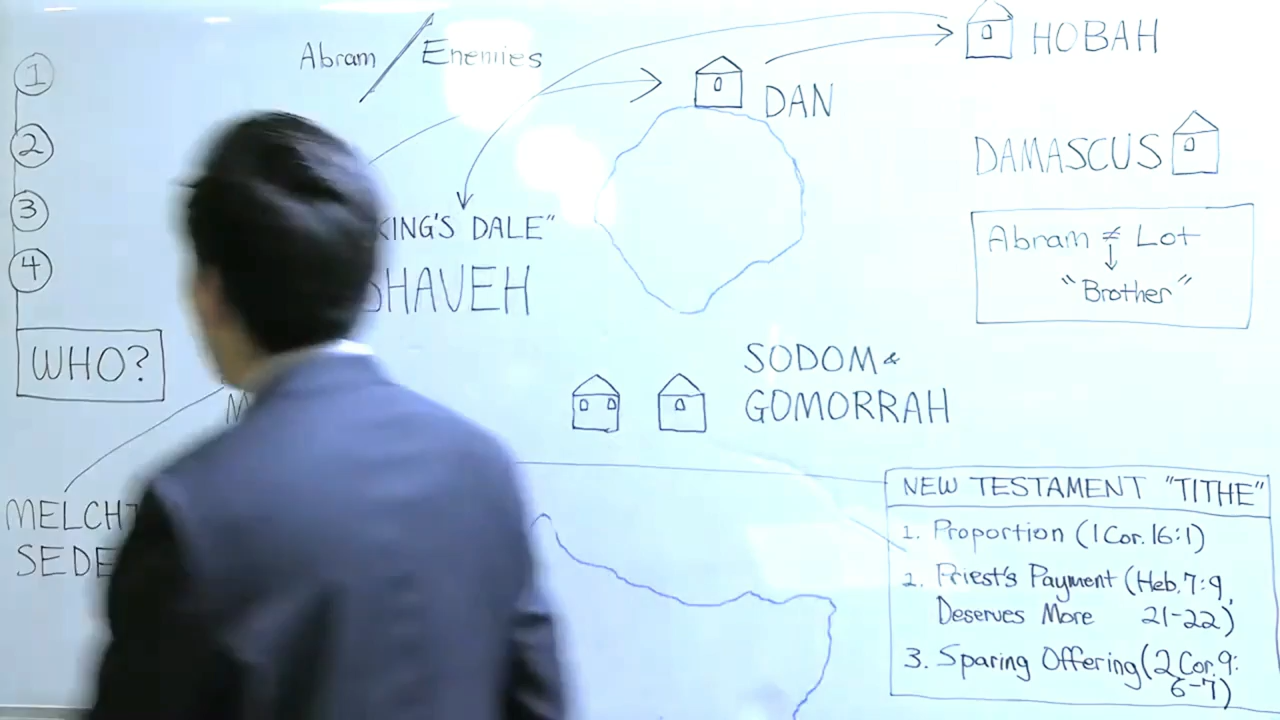 1
2
3
4
WHO?
Abram / Enemies
HOBAH
DAN
DAMASCUS
KING'S DALE"
SHAVEH
Abram ≠ Lot
"Brother"
SODOM &
GOMORRAH
NEW TESTAMENT "TITHE"
1. Proportion (1 Cor. 16:1)
2. Priest's Payment (Heb. 7:9,
Deserves More 21-22)
3. Sparing Offering (2 Cor. 9:
6-7)